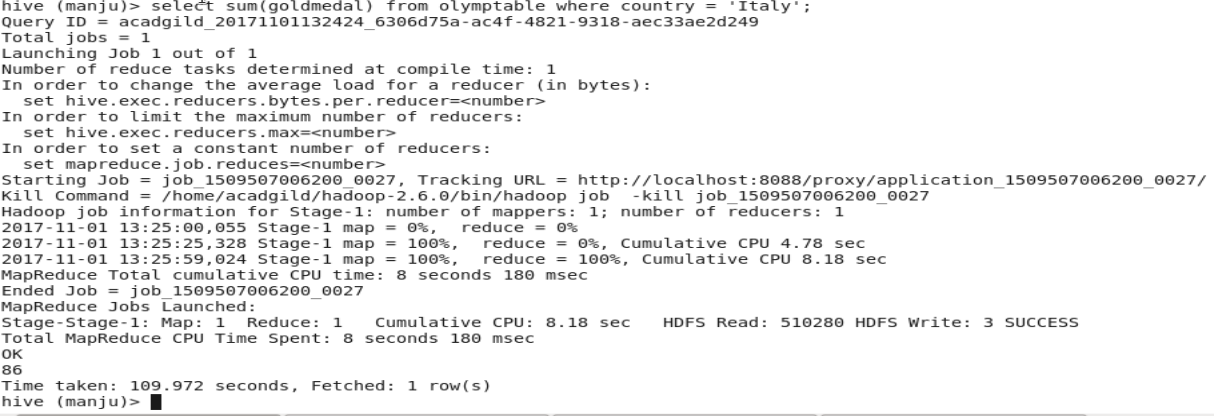 hive (manju)> select sum(goldmedal) from olymptable where country = 'Italy';
Query ID = acadgild_20171101132424_6306d75a-ac4f-4821-9318-aec33ae2d249
Total jobs = 1
Launching Job 1 out of 1
Number of reduce tasks determined at compile time: 1
In order to change the average load for a reducer (in bytes):
  set hive.exec.reducers.bytes.per.reducer=<number>
In order to limit the maximum number of reducers:
  set hive.exec.reducers.max=<number>
In order to set a constant number of reducers:
  set mapreduce.job.reduces=<number>
Starting Job = job_1509507006200_0027, Tracking URL = http://localhost:8088/proxy/application_1509507006200_0027/
Kill Command = /home/acadgild/hadoop-2.6.0/bin/hadoop job  -kill job_1509507006200_0027
Hadoop job information for Stage-1: number of mappers: 1; number of reducers: 1
2017-11-01 13:25:00,055 Stage-1 map = 0%,  reduce = 0%
2017-11-01 13:25:25,328 Stage-1 map = 100%,  reduce = 0%, Cumulative CPU 4.78 sec
2017-11-01 13:25:59,024 Stage-1 map = 100%,  reduce = 100%, Cumulative CPU 8.18 sec
MapReduce Total cumulative CPU time: 8 seconds 180 msec
Ended Job = job_1509507006200_0027
MapReduce Jobs Launched:
Stage-Stage-1: Map: 1  Reduce: 1   Cumulative CPU: 8.18 sec   HDFS Read: 510280 HDFS Write: 3 SUCCESS
Total MapReduce CPU Time Spent: 8 seconds 180 msec
OK
86
Time taken: 109.972 seconds, Fetched: 1 row(s)
hive (manju)>